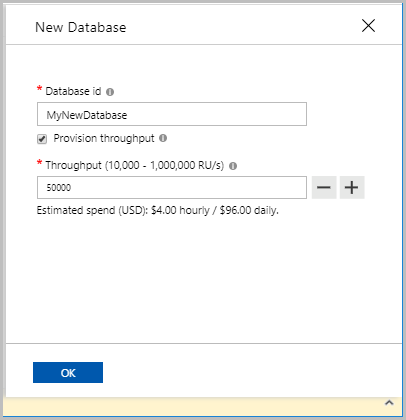 New Database
* Database id
MyNewDatabase
Provision throughput
* Throughput (10,000 - 1,000,000 RU/s)
50000
Estimated spend (USD): $4.00 hourly / $96.00 daily.
OK